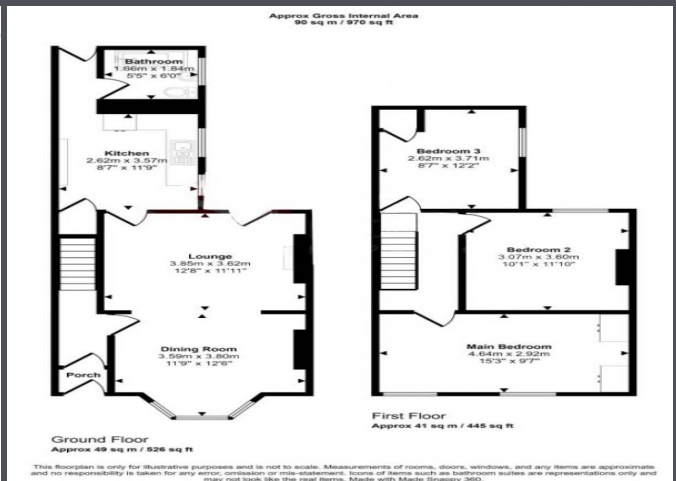 Approx Gross Internal Area
90 sq m / 970 sq ft
Bathroom
1.66m x 1.84m
5'5" x 6'0"
Kitchen
2.62m x 3.57m
8'7" x 11'9"
Lounge
3.85m x 3.62m
12'8" x 11'11"
Dining Room
3.59m x 3.80m
11'9" x 12'6"
Porch
Ground Floor
Approx 49 sq m / 526 sq ft
Bedroom 3
2.62m x 3.71m
8'7" x 12'2"
Bedroom 2
3.07m x 3.60m
10'1" x 11'10"
Main Bedroom
4.64m x 2.92m
15'3" x 9'7"
First Floor
Approx 41 sq m / 445 sq ft
This floorplan is only for illustrative purposes and is not to scale. Measurements of rooms, doors, windows, and any items are approximate
and no responsibility is taken for any error, omission or mis-statement. Icons of items such as bathroom suites are representations only and
may not look like the real items. Made with Made Snappy 360.